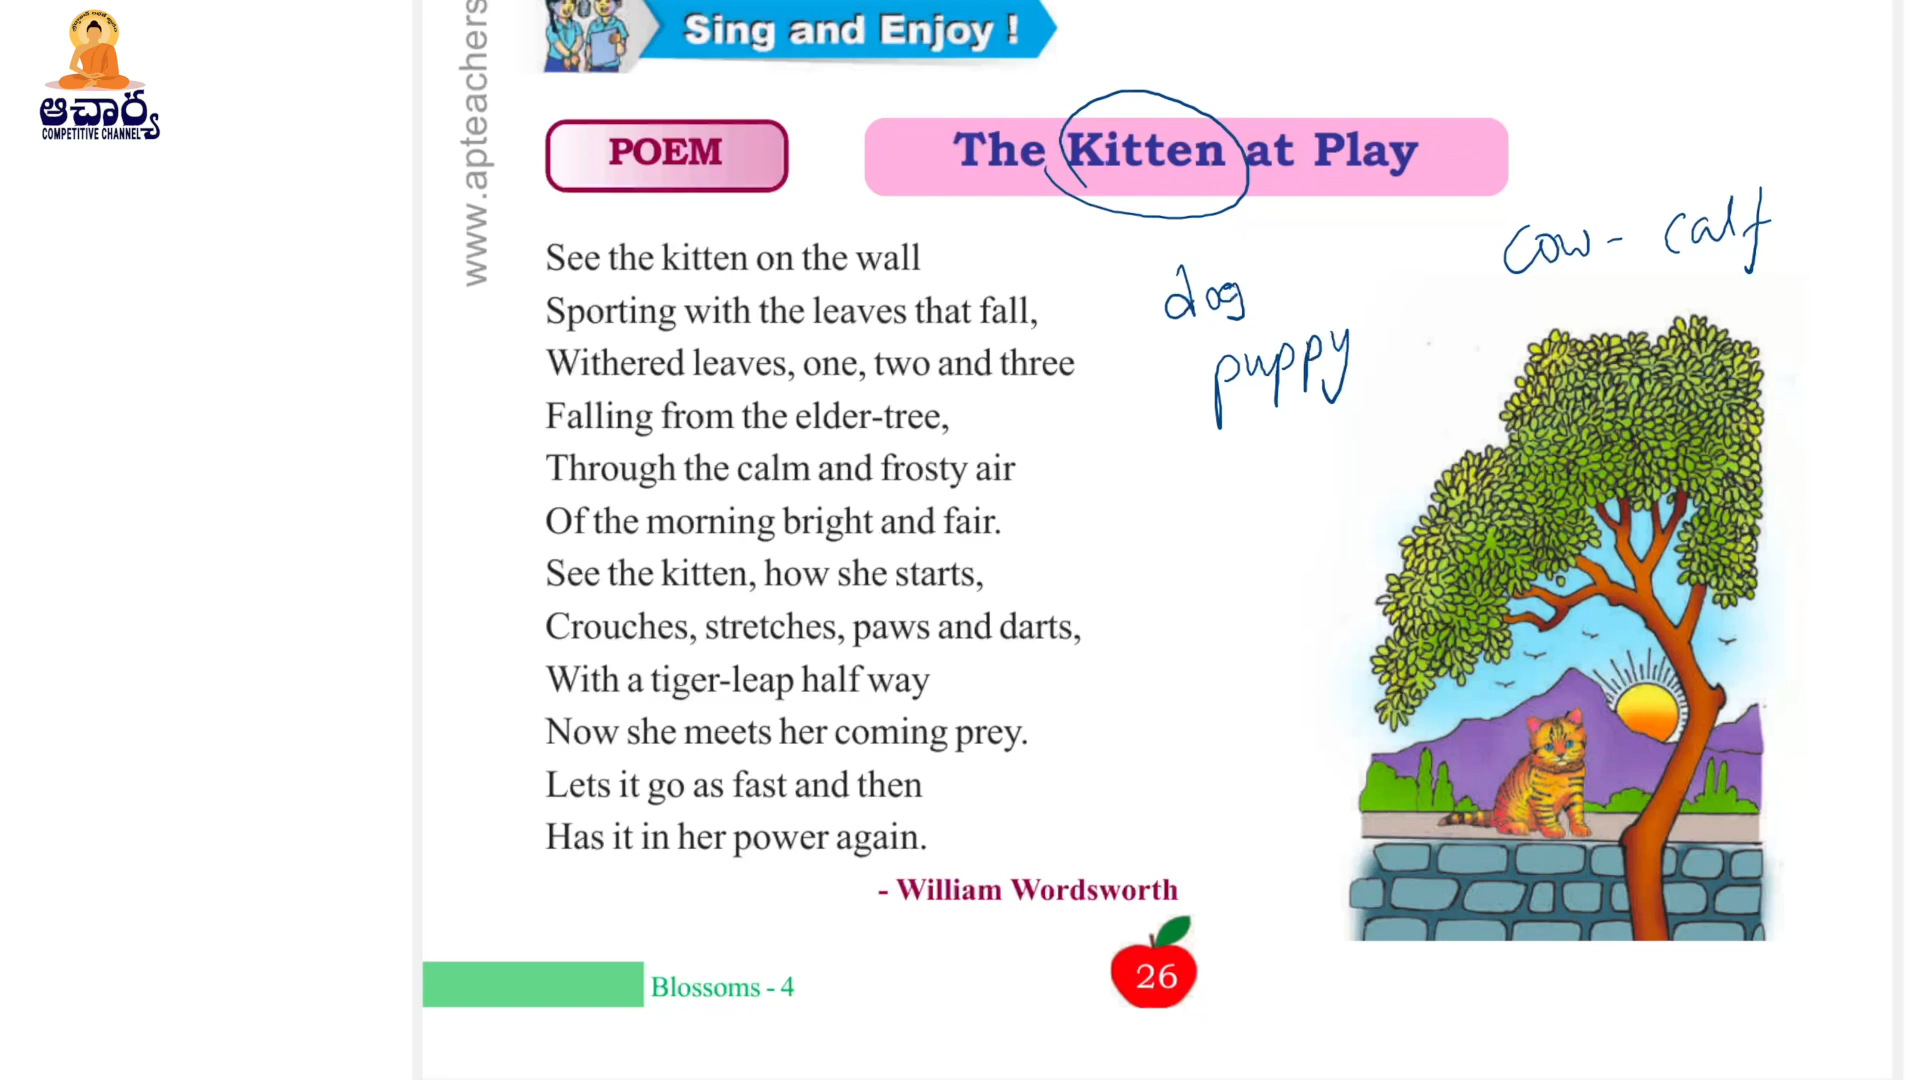 ఆచార్య
COMPETITIVE CHANNEL
www.apteachers
Sing and Enjoy !
POEM
The Kitten at Play
cow - calf
dog
puppy
See the kitten on the wall
Sporting with the leaves that fall,
Withered leaves, one, two and three
Falling from the elder-tree,
Through the calm and frosty air
Of the morning bright and fair.
See the kitten, how she starts,
Crouches, stretches, paws and darts,
With a tiger-leap half way
Now she meets her coming prey.
Lets it go as fast and then
Has it in her power again.
- William Wordsworth
Blossoms - 4
26